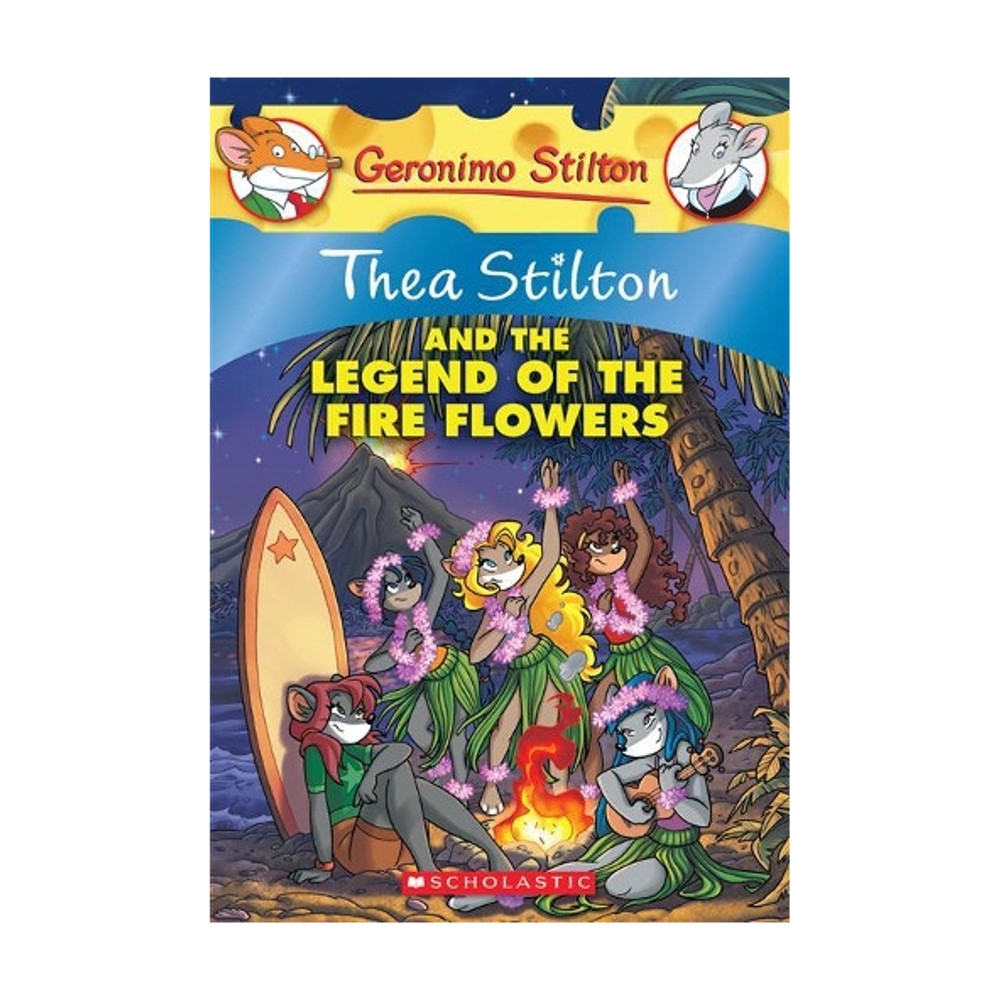 Geronimo Stilton
Thea Stilton
AND THE
LEGEND OF THE
FIRE FLOWERS
SCHOLASTIC